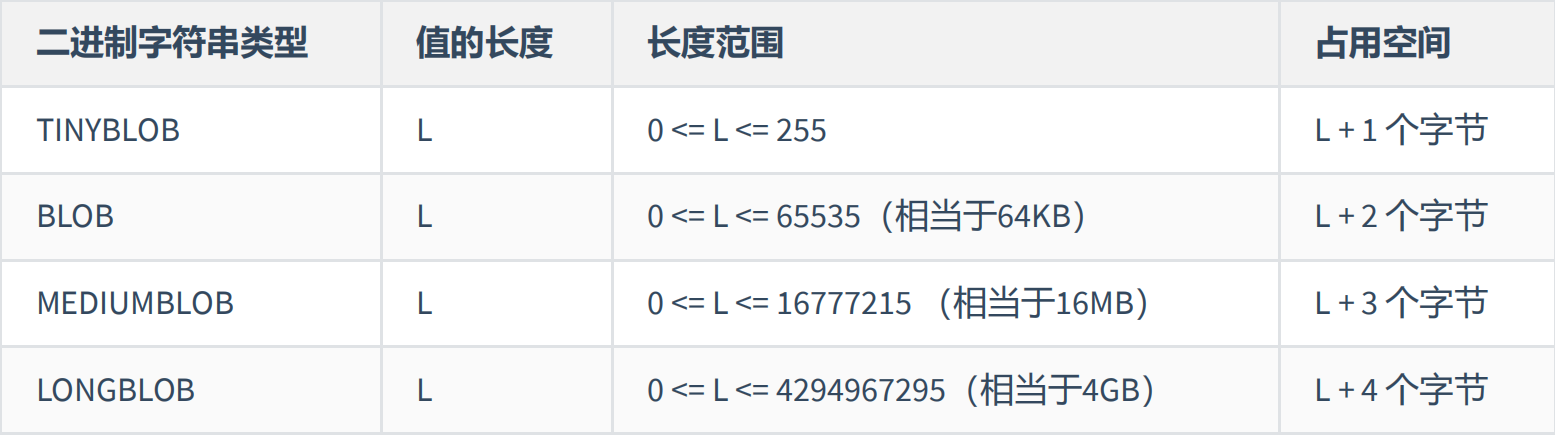 二进制字符串类型 值的长度 长度范围 占用空间
TINYBLOB L 0 <= L <= 255 L + 1 个字节
BLOB L 0 <= L <= 65535（相当于64KB） L + 2 个字节
MEDIUMBLOB L 0 <= L <= 16777215 （相当于16MB） L + 3 个字节
LONGBLOB L 0 <= L <= 4294967295（相当于4GB） L + 4 个字节